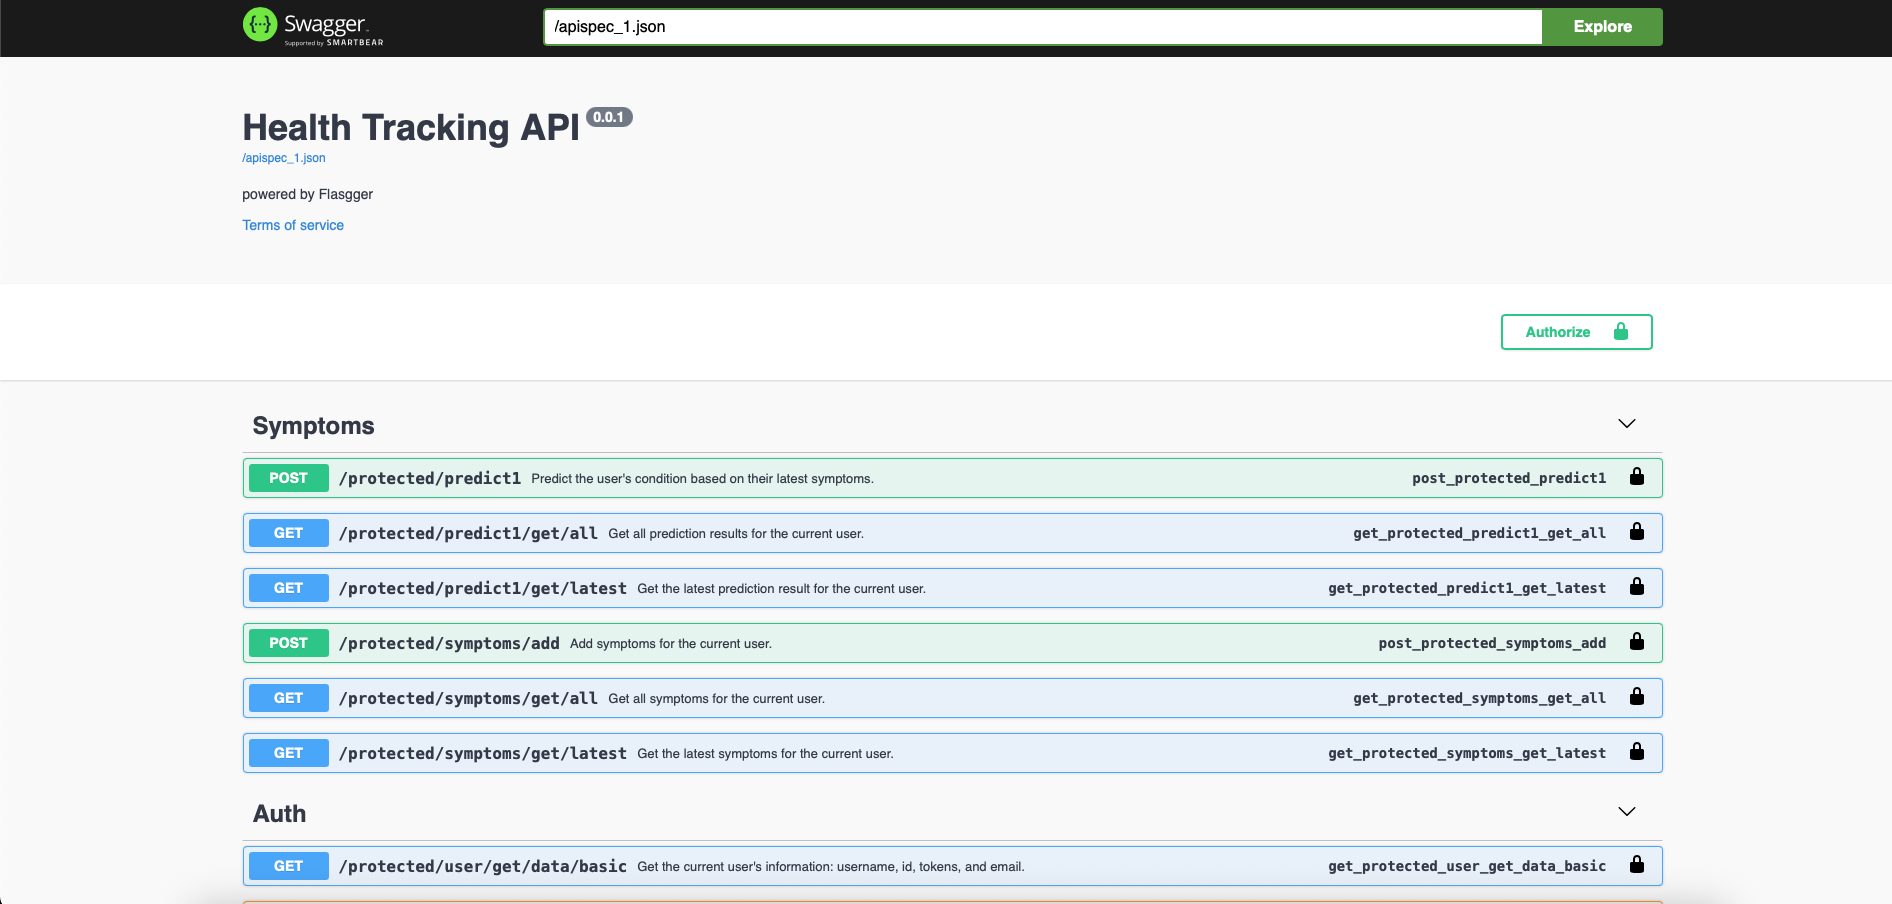 Swagger
Supported by SMARTBEAR
/apispec_1.json
Explore
Health Tracking API 0.0.1
/apispec_1.json
powered by Flasgger
Terms of service
Authorize
Symptoms
POST /protected/predict1 Predict the user's condition based on their latest symptoms. post_protected_predict1
GET /protected/predict1/get/all Get all prediction results for the current user. get_protected_predict1_get_all
GET /protected/predict1/get/latest Get the latest prediction result for the current user. get_protected_predict1_get_latest
POST /protected/symptoms/add Add symptoms for the current user. post_protected_symptoms_add
GET /protected/symptoms/get/all Get all symptoms for the current user. get_protected_symptoms_get_all
GET /protected/symptoms/get/latest Get the latest symptoms for the current user. get_protected_symptoms_get_latest
Auth
GET /protected/user/get/data/basic Get the current user's information: username, id, tokens, and email. get_protected_user_get_data_basic